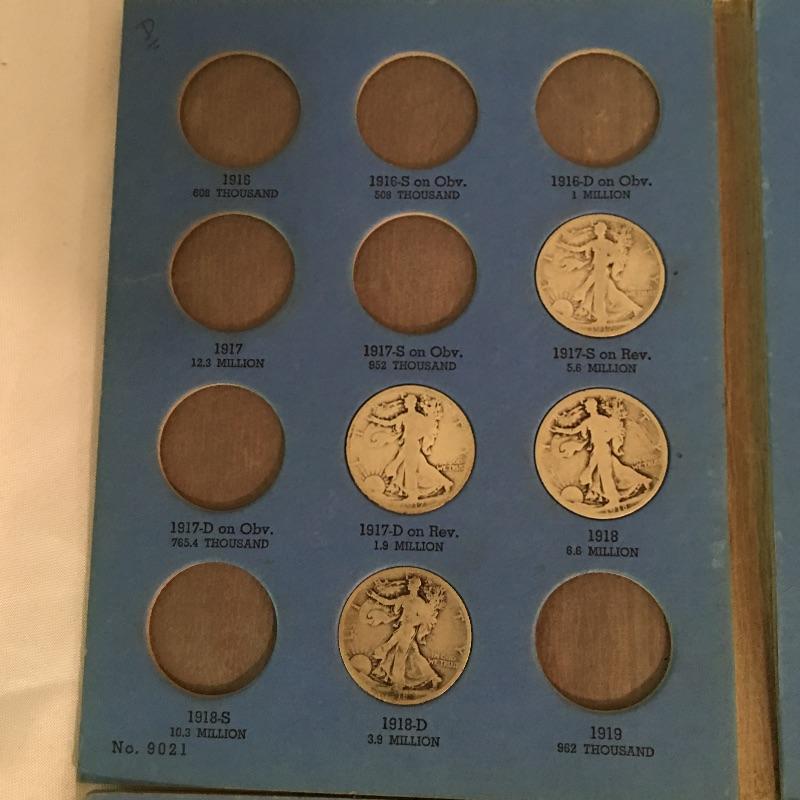 1916
608 THOUSAND
1916-S on Obv.
508 THOUSAND
1916-D on Obv.
1 MILLION
1917
12.3 MILLION
1917-S on Obv.
952 THOUSAND
1917-S on Rev.
5.6 MILLION
1917-D on Obv.
765.4 THOUSAND
1917-D on Rev.
1.9 MILLION
1918
6.6 MILLION
1918-S
10.3 MILLION
1918-D
3.9 MILLION
1919
962 THOUSAND
No. 9021